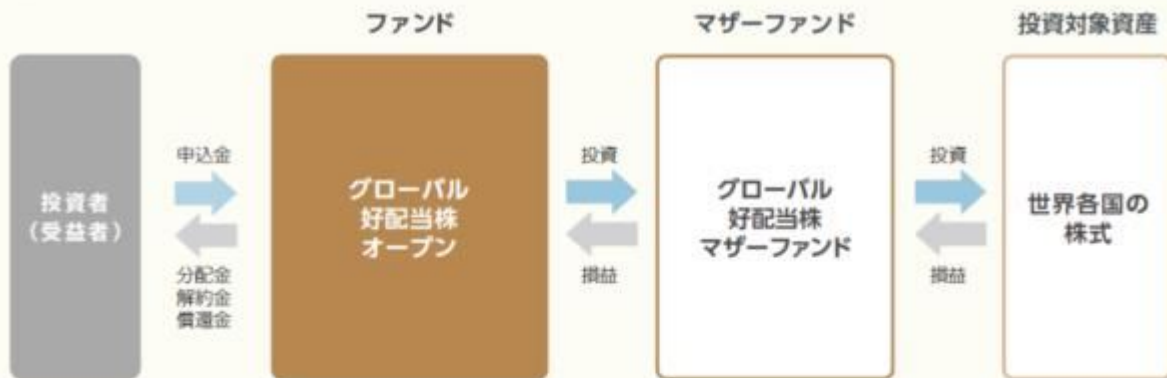 ファンド
マザーファンド
投資対象資産
投資者
（受益者）
申込金
分配金
解約金
償還金
グローバル
好配当株
オープン
投資
損益
グローバル
好配当株
マザーファンド
投資
損益
世界各国の
株式